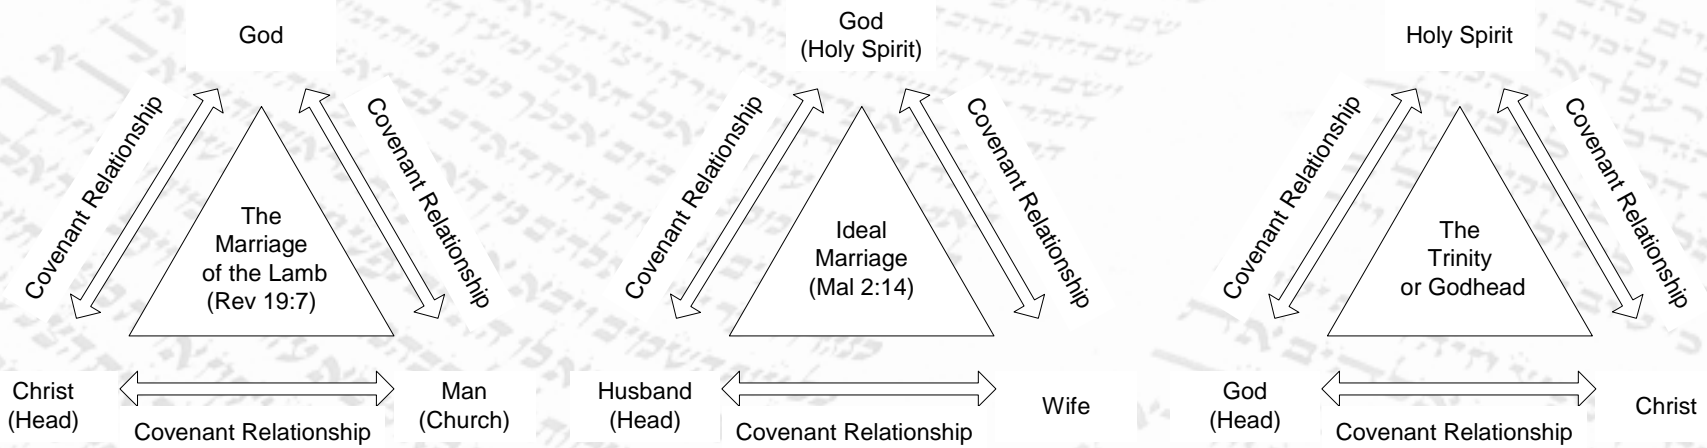 God
Covenant Relationship
Covenant Relationship
The
Marriage
of the Lamb
(Rev 19:7)
Christ
(Head)
Man
(Church)
Covenant Relationship
God
(Holy Spirit)
Covenant Relationship
Covenant Relationship
Ideal
Marriage
(Mal 2:14)
Husband
(Head)
Wife
Covenant Relationship
Holy Spirit
Covenant Relationship
Covenant Relationship
The
Trinity
or Godhead
God
(Head)
Christ
Covenant Relationship